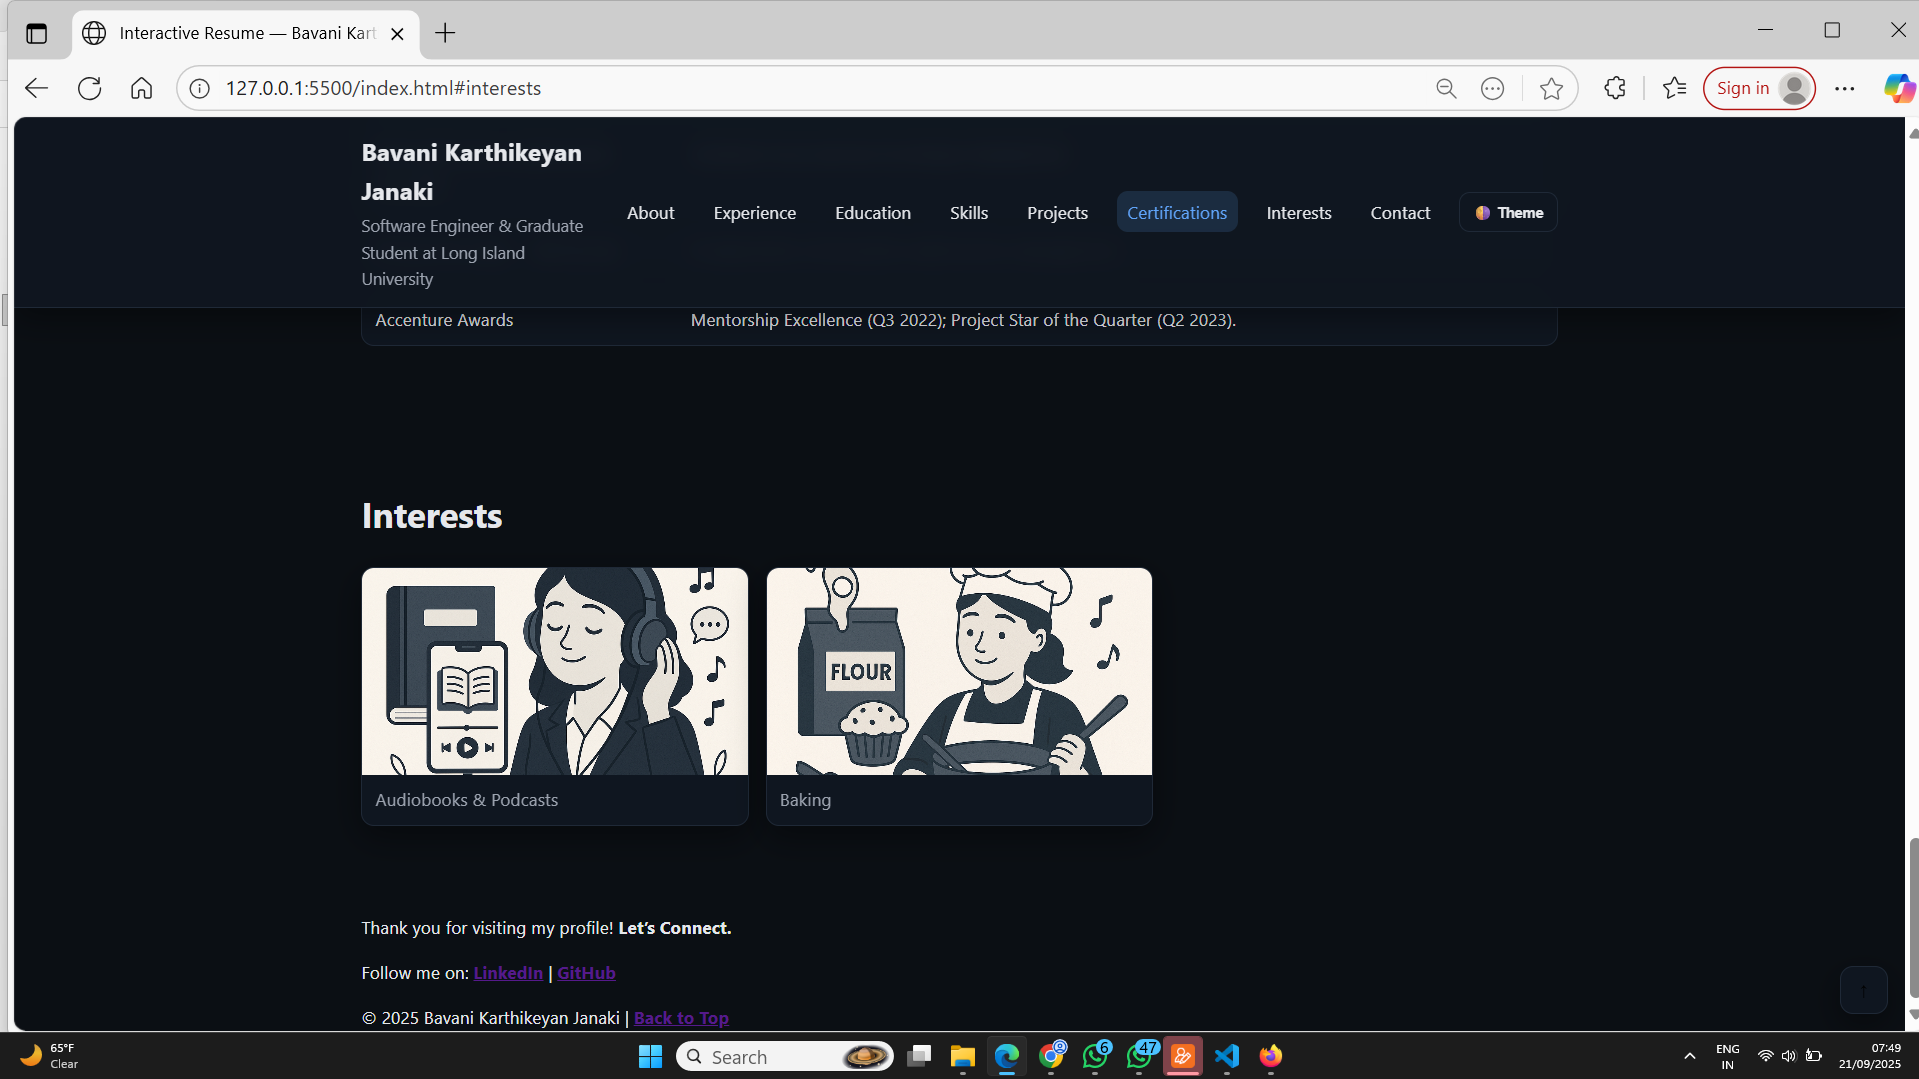 Interactive Resume — Bavani Kart
127.0.0.1:5500/index.html#interests
Sign in
Bavani Karthikeyan
Janaki
Software Engineer & Graduate
Student at Long Island
University
About
Experience
Education
Skills
Projects
Certifications
Interests
Contact
Theme
Accenture Awards
Mentorship Excellence (Q3 2022); Project Star of the Quarter (Q2 2023).
Interests
FLOUR
Audiobooks & Podcasts
Baking
Thank you for visiting my profile! Let’s Connect.
Follow me on: LinkedIn | GitHub
© 2025 Bavani Karthikeyan Janaki | Back to Top
↑
65°F
Clear
Search
6
47
ENG
IN
07:49
21/09/2025